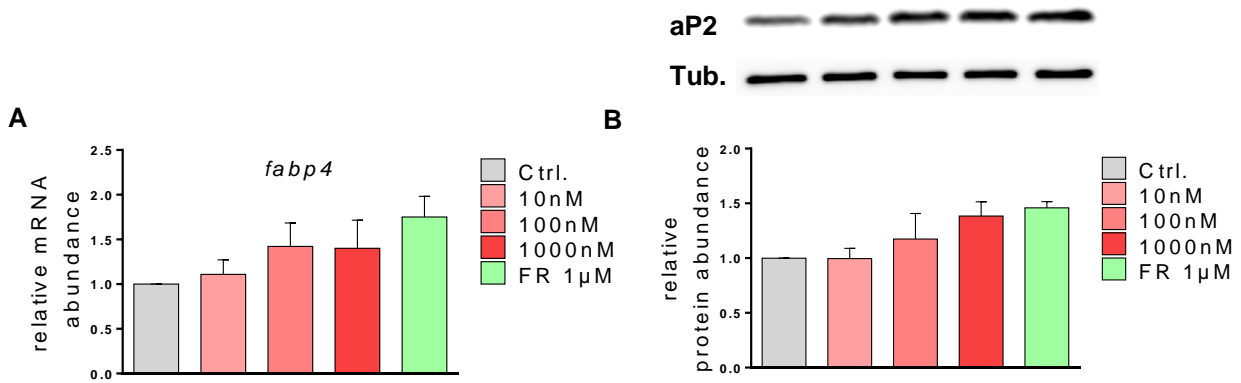 aP2
Tub.
A
B
fabp4
relative mRNA
abundance
2.5
2.0
1.5
1.0
0.5
0.0
Ctrl.
10nM
100nM
1000nM
FR 1µM
relative
protein abundance
2.0
1.5
1.0
0.5
0.0
Ctrl.
10nM
100nM
1000nM
FR 1µM